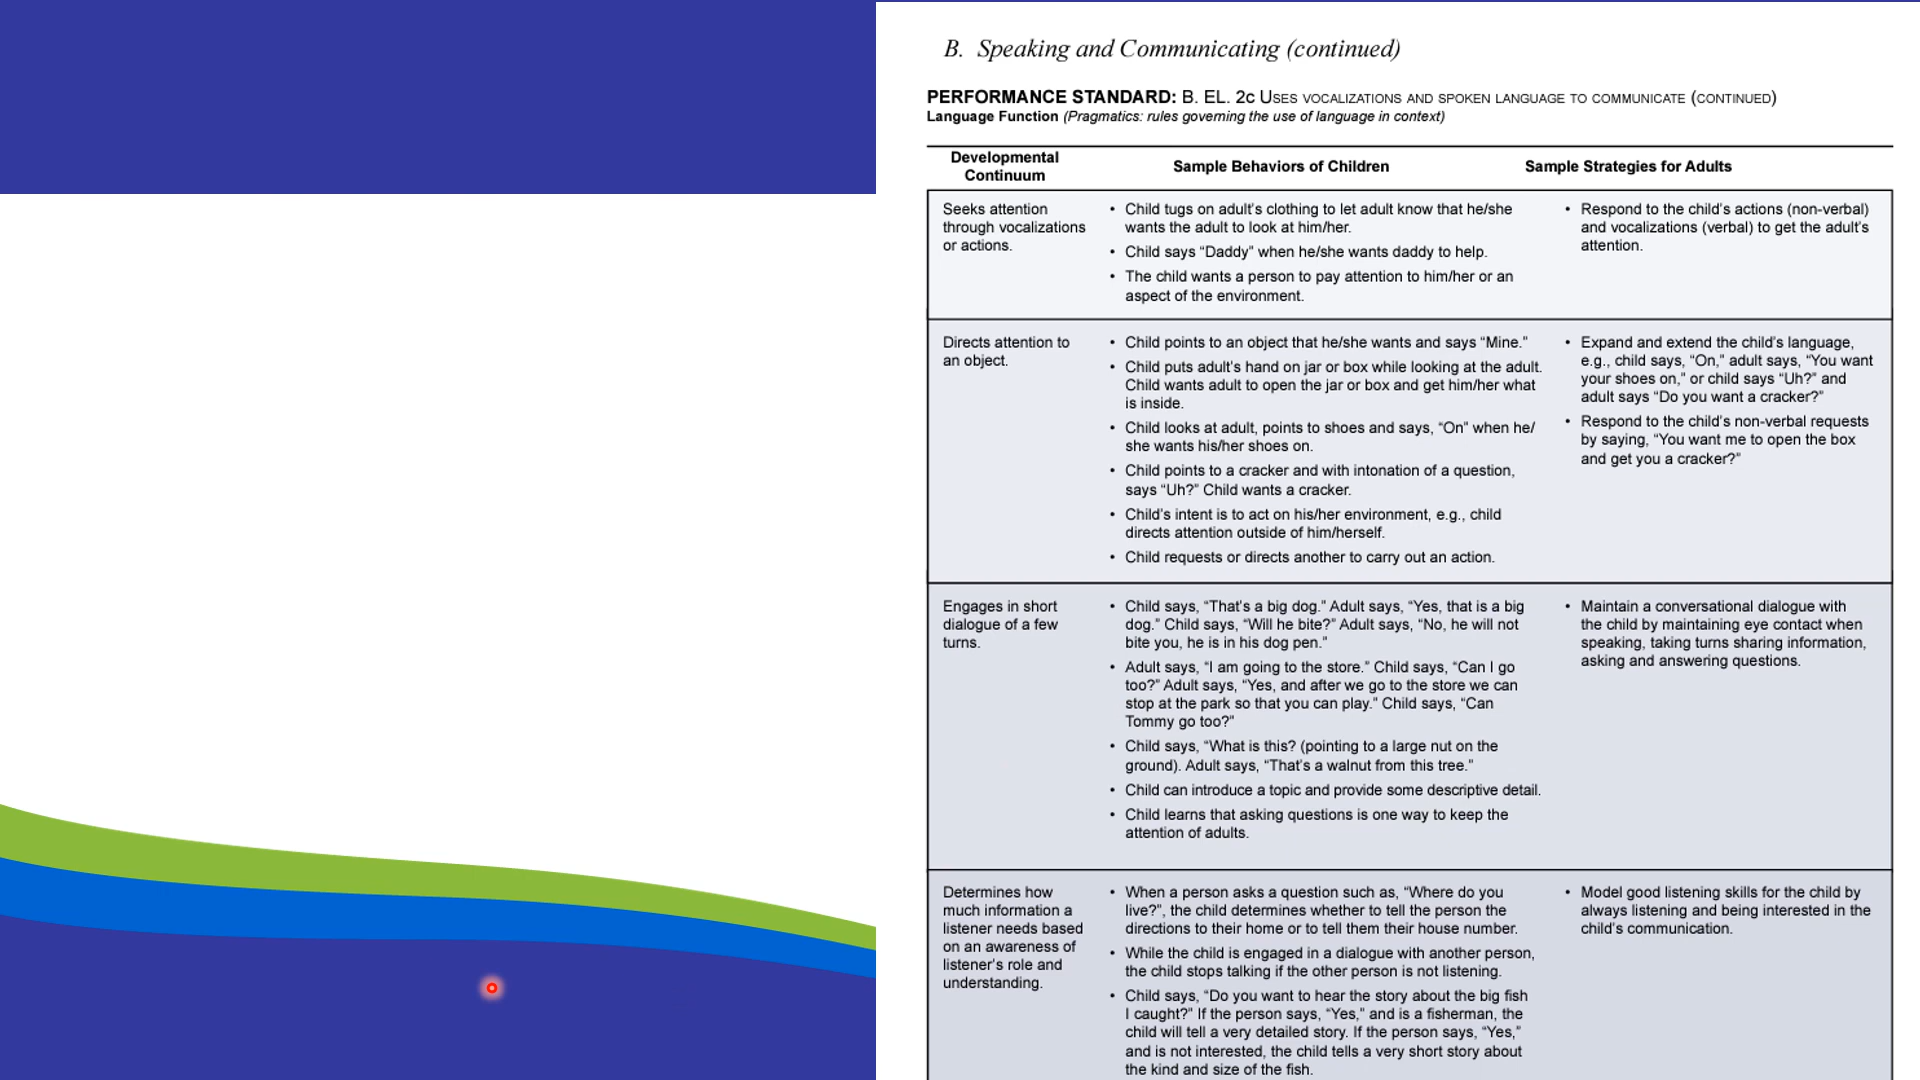 B. Speaking and Communicating (continued)
PERFORMANCE STANDARD: B. EL. 2c USES VOCALIZATIONS AND SPOKEN LANGUAGE TO COMMUNICATE (CONTINUED)
Language Function (Pragmatics: rules governing the use of language in context)
Developmental
Continuum
Sample Behaviors of Children
Sample Strategies for Adults
Seeks attention
through vocalizations
or actions.
• Child tugs on adult’s clothing to let adult know that he/she
wants the adult to look at him/her.
• Child says “Daddy” when he/she wants daddy to help.
• The child wants a person to pay attention to him/her or an
aspect of the environment.
• Respond to the child’s actions (non-verbal)
and vocalizations (verbal) to get the adult’s
attention.
Directs attention to
an object.
• Child points to an object that he/she wants and says “Mine.”
• Child puts adult’s hand on jar or box while looking at the adult.
Child wants adult to open the jar or box and get him/her what
is inside.
• Child looks at adult, points to shoes and says, “On” when he/
she wants his/her shoes on.
• Child points to a cracker and with intonation of a question,
says “Uh?” Child wants a cracker.
• Child’s intent is to act on his/her environment, e.g., child
directs attention outside of him/herself.
• Child requests or directs another to carry out an action.
• Expand and extend the child’s language,
e.g., child says, “On,” adult says, “You want
your shoes on,” or child says “Uh?” and
adult says “Do you want a cracker?”
• Respond to the child’s non-verbal requests
by saying, “You want me to open the box
and get you a cracker?”
Engages in short
dialogue of a few
turns.
• Child says, “That’s a big dog.” Adult says, “Yes, that is a big
dog.” Child says, “Will he bite?” Adult says, “No, he will not
bite you, he is in his dog pen.”
• Adult says, “I am going to the store.” Child says, “Can I go
too?” Adult says, “Yes, and after we go to the store we can
stop at the park so that you can play.” Child says, “Can
Tommy go too?”
• Child says, “What is this? (pointing to a large nut on the
ground). Adult says, “That’s a walnut from this tree.”
• Child can introduce a topic and provide some descriptive detail.
• Child learns that asking questions is one way to keep the
attention of adults.
• Maintain a conversational dialogue with
the child by maintaining eye contact when
speaking, taking turns sharing information,
asking and answering questions.
Determines how
much information a
listener needs based
on an awareness of
listener’s role and
understanding.
• When a person asks a question such as, “Where do you
live?”, the child determines whether to tell the person the
directions to their home or to tell them their house number.
• While the child is engaged in a dialogue with another person,
the child stops talking if the other person is not listening.
• Child says, “Do you want to hear the story about the big fish
I caught?” If the person says, “Yes,” and is a fisherman, the
child will tell a very detailed story. If the person says, “Yes,”
and is not interested, the child tells a very short story about
the kind and size of the fish.
• Model good listening skills for the child by
always listening and being interested in the
child’s communication.